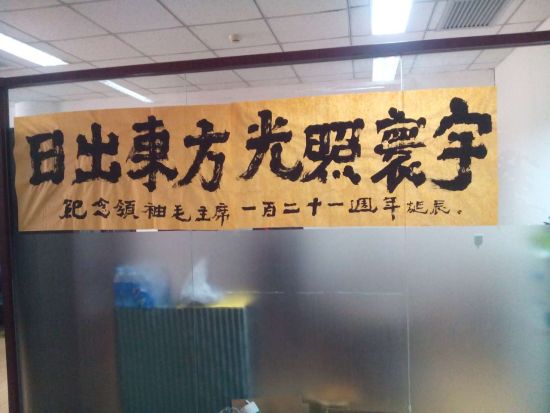 日出東方光照寰宇
紀念領袖毛主席一百二十一週年誕辰。